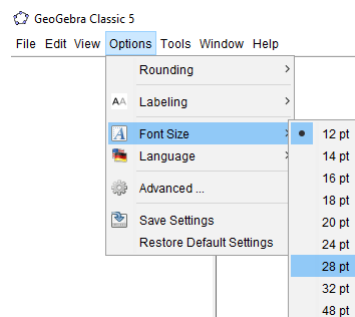 GeoGebra Classic 5
File Edit View Options Tools Window Help
Rounding
AA Labeling
A Font Size
Language
Advanced ...
Save Settings
Restore Default Settings
12 pt
14 pt
16 pt
18 pt
20 pt
24 pt
28 pt
32 pt
48 pt